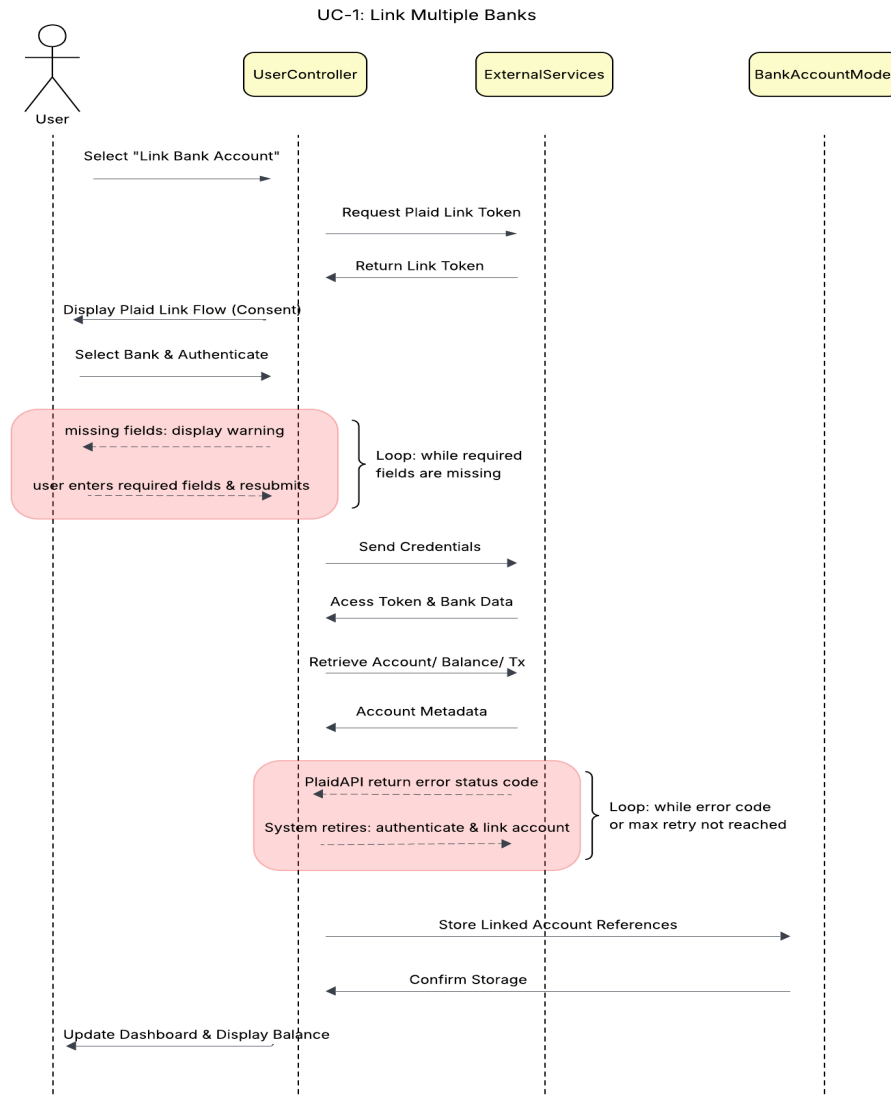 UC-1: Link Multiple Banks
User
UserController
ExternalServices
BankAccountMode
Select "Link Bank Account"
Request Plaid Link Token
Return Link Token
Display Plaid Link Flow (Consent)
Select Bank & Authenticate
missing fields: display warning
user enters required fields & resubmits
Loop: while required
fields are missing
Send Credentials
Acess Token & Bank Data
Retrieve Account/ Balance/ Tx
Account Metadata
PlaidAPI return error status code
System retires: authenticate & link account
Loop: while error code
or max retry not reached
Store Linked Account References
Confirm Storage
Update Dashboard & Display Balance